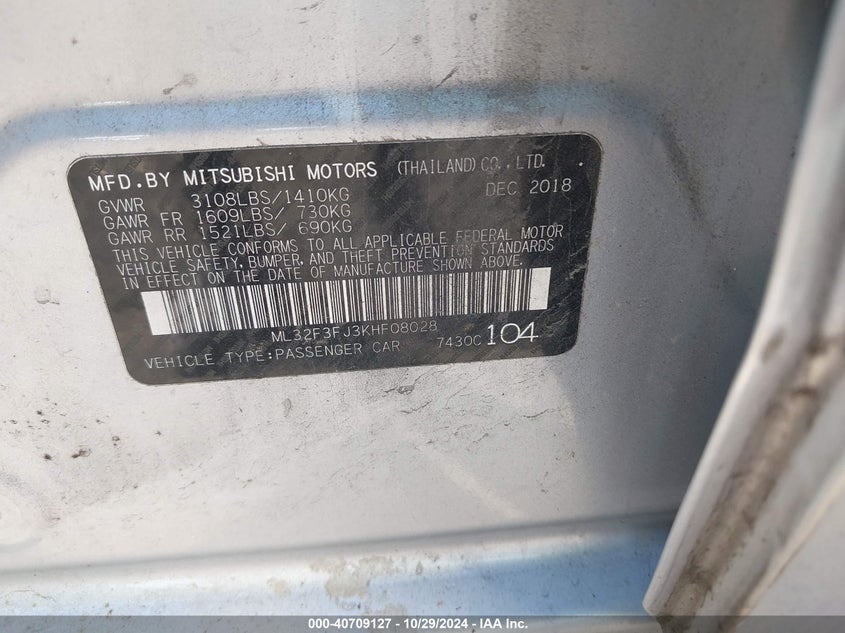 MFD.BY MITSUBISHI MOTORS (THAILAND)CO.,LTD.
GVWR 3108LBS/1410KG DEC 2018
GAWR FR 1609LBS/ 730KG
GAWR RR 1521LBS/ 690KG
THIS VEHICLE CONFORMS TO ALL APPLICABLE FEDERAL MOTOR
VEHICLE SAFETY, BUMPER, AND THEFT PREVENTION STANDARDS
IN EFFECT ON THE DATE OF MANUFACTURE SHOWN ABOVE.
ML32F3FJ3KHF08028
VEHICLE TYPE:PASSENGER CAR 7430C 104
000-40709127 - 10/29/2024 - IAA Inc.